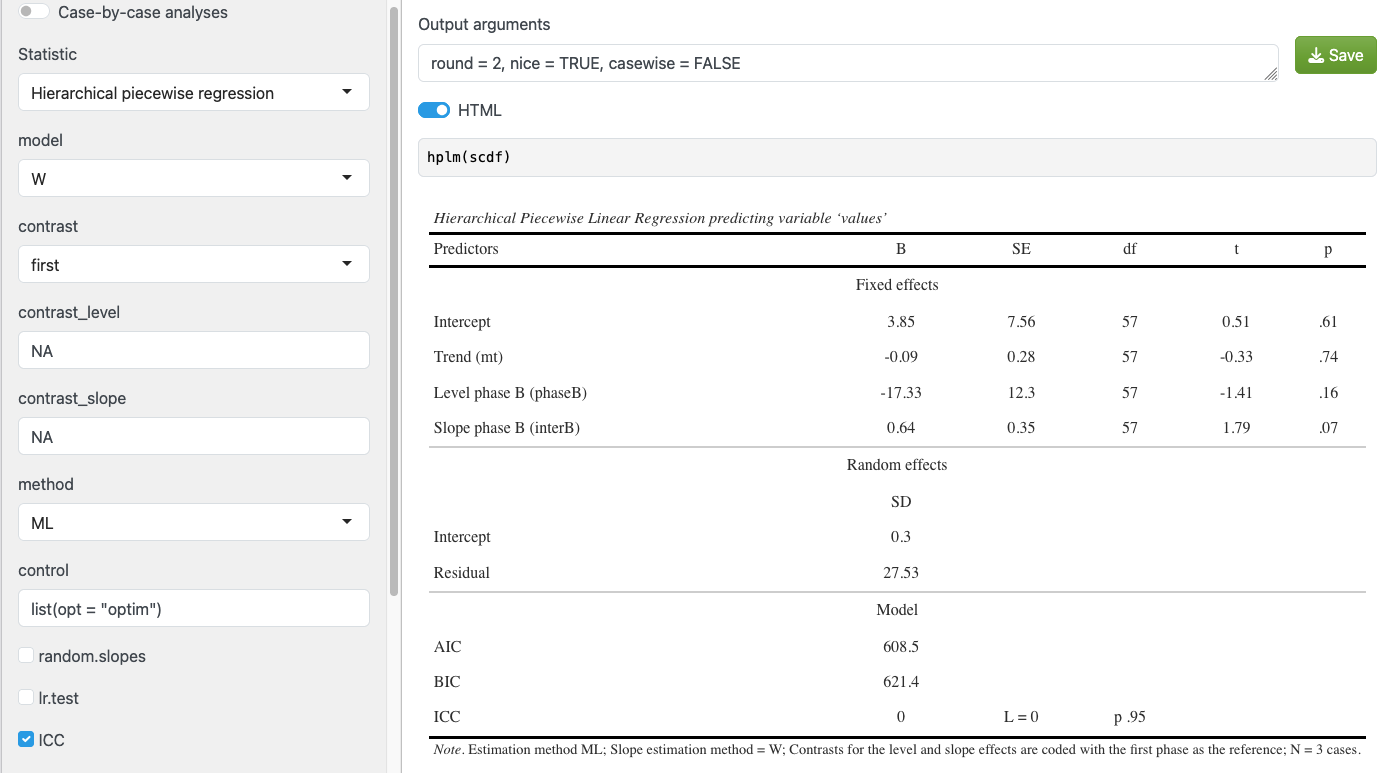 Case-by-case analyses
Statistic
Hierarchical piecewise regression
model
W
contrast
first
contrast_level
NA
contrast_slope
NA
method
ML
control
list(opt = "optim")
random.slopes
lr.test
ICC
Output arguments
round = 2, nice = TRUE, casewise = FALSE
Save
HTML
hplm(scdf)
Hierarchical Piecewise Linear Regression predicting variable ‘values’
Predictors B SE df t p
Fixed effects
Intercept 3.85 7.56 57 0.51 .61
Trend (mt) -0.09 0.28 57 -0.33 .74
Level phase B (phaseB) -17.33 12.3 57 -1.41 .16
Slope phase B (interB) 0.64 0.35 57 1.79 .07
Random effects
SD
Intercept 0.3
Residual 27.53
Model
AIC 608.5
BIC 621.4
ICC 0 L = 0 p .95
Note. Estimation method ML; Slope estimation method = W; Contrasts for the level and slope effects are coded with the first phase as the reference; N = 3 cases.